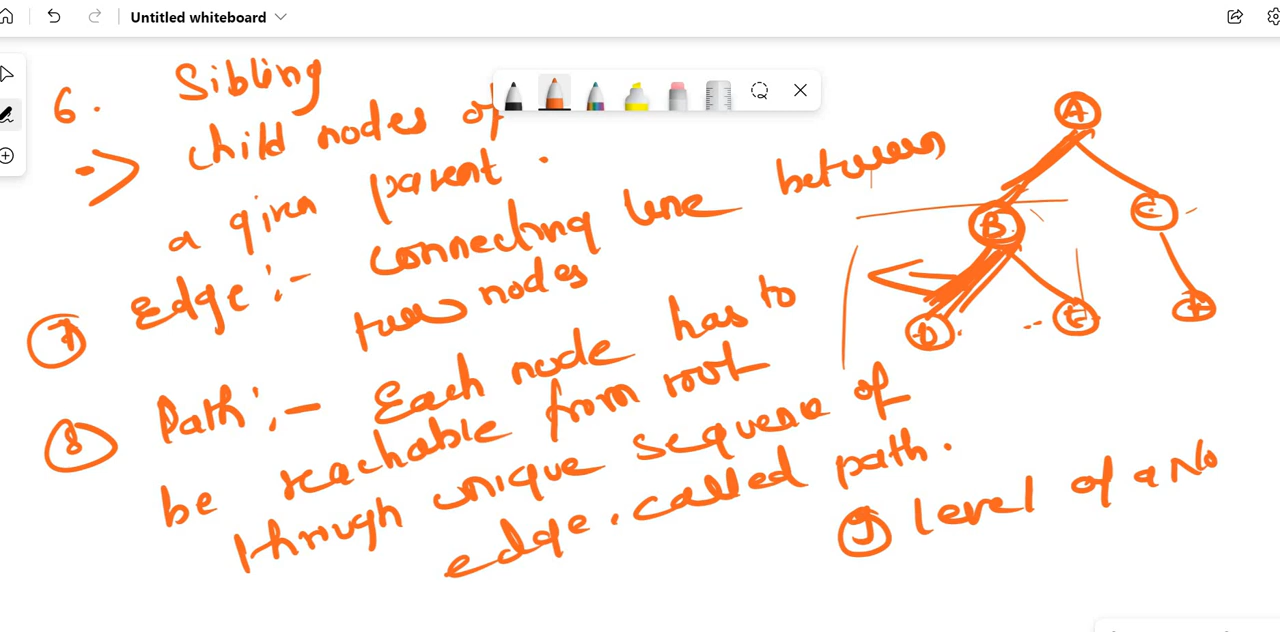 Untitled whiteboard
6. Sibling
=> child nodes of
a given parent.
7 Edge :- connecting line between
two nodes
8 Path :- Each node has to
be reachable from root
through unique sequence of
edge. called path.
9 level of a No
A
B C
D E F